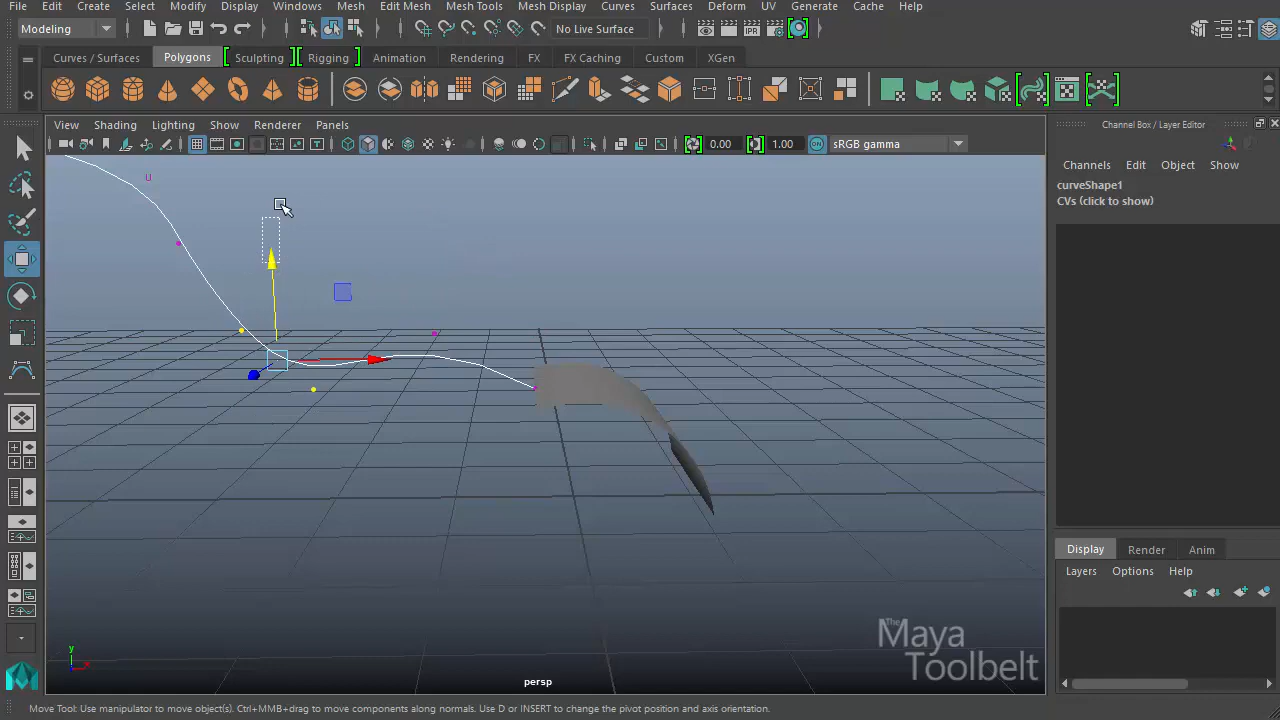 File Edit Create Select Modify Display Windows Mesh Edit Mesh Mesh Tools Mesh Display Curves Surfaces Deform UV Generate Cache Help
Modeling No Live Surface IPR
Curves / Surfaces Polygons Sculpting Rigging Animation Rendering FX FX Caching Custom XGen
View Shading Lighting Show Renderer Panels
0.00 1.00 ON sRGB gamma
Channel Box / Layer Editor
Channels Edit Object Show
curveShape1
CVs (click to show)
u
Display Render Anim
Layers Options Help
The
Maya
Toolbelt
y
x
persp
Move Tool: Use manipulator to move object(s). Ctrl+MMB+drag to move components along normals. Use D or INSERT to change the pivot position and axis orientation.